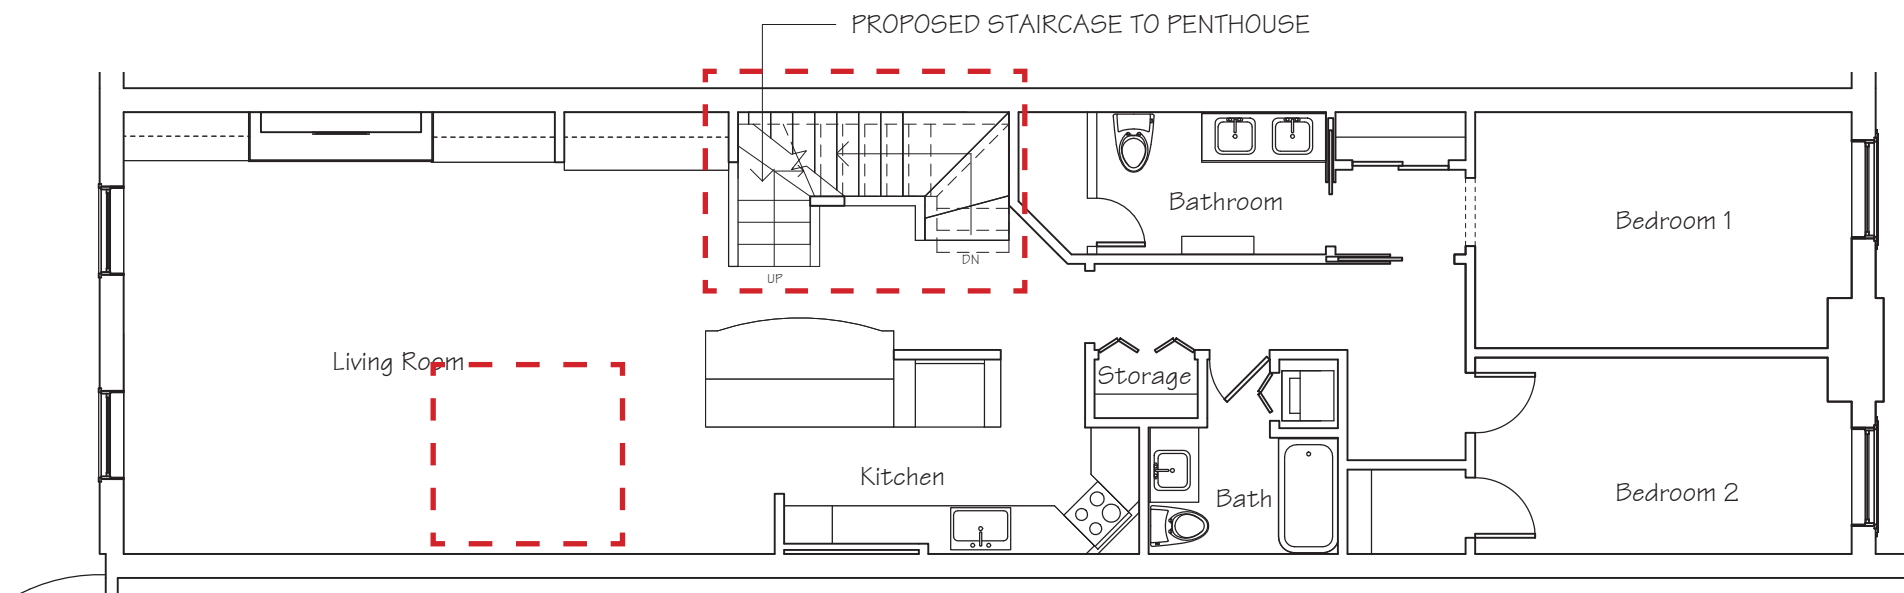 PROPOSED STAIRCASE TO PENTHOUSE
Bathroom
Bedroom 1
DN
UP
Living Room
Storage
Kitchen
Bath
Bedroom 2